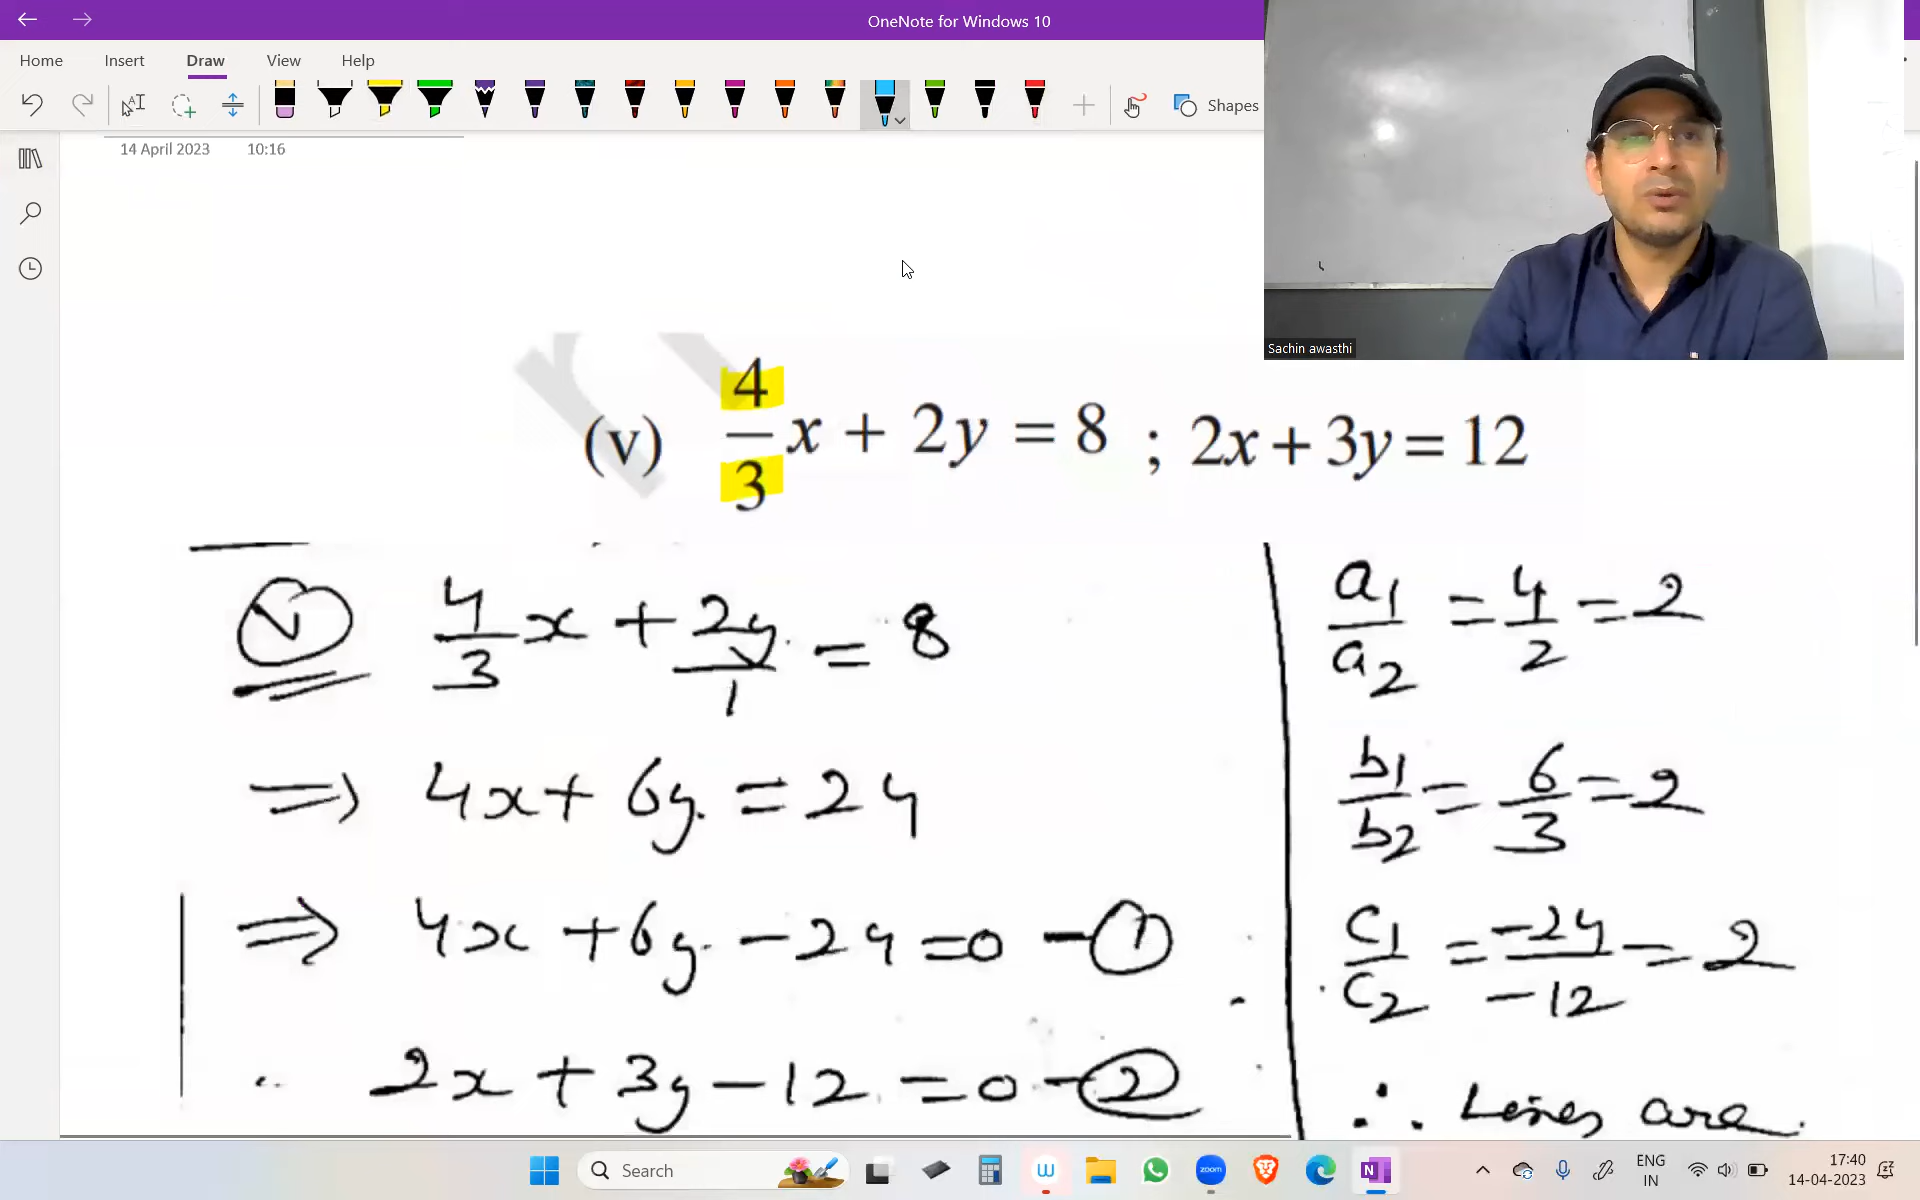 OneNote for Windows 10
Home Insert Draw View Help
Shapes
14 April 2023 10:16
Sachin awasthi
(v) 4/3 x + 2y = 8 ; 2x + 3y = 12
(v) 4/3 x + 2y/1 = 8
⇒ 4x + 6y = 24
⇒ 4x + 6y - 24 = 0 - ①
2x + 3y - 12 = 0 - ②
a1/a2 = 4/2 = 2
b1/b2 = 6/3 = 2
c1/c2 = -24/-12 = 2
∴ Lines are
Search
zoom
ENG
IN
17:40
14-04-2023